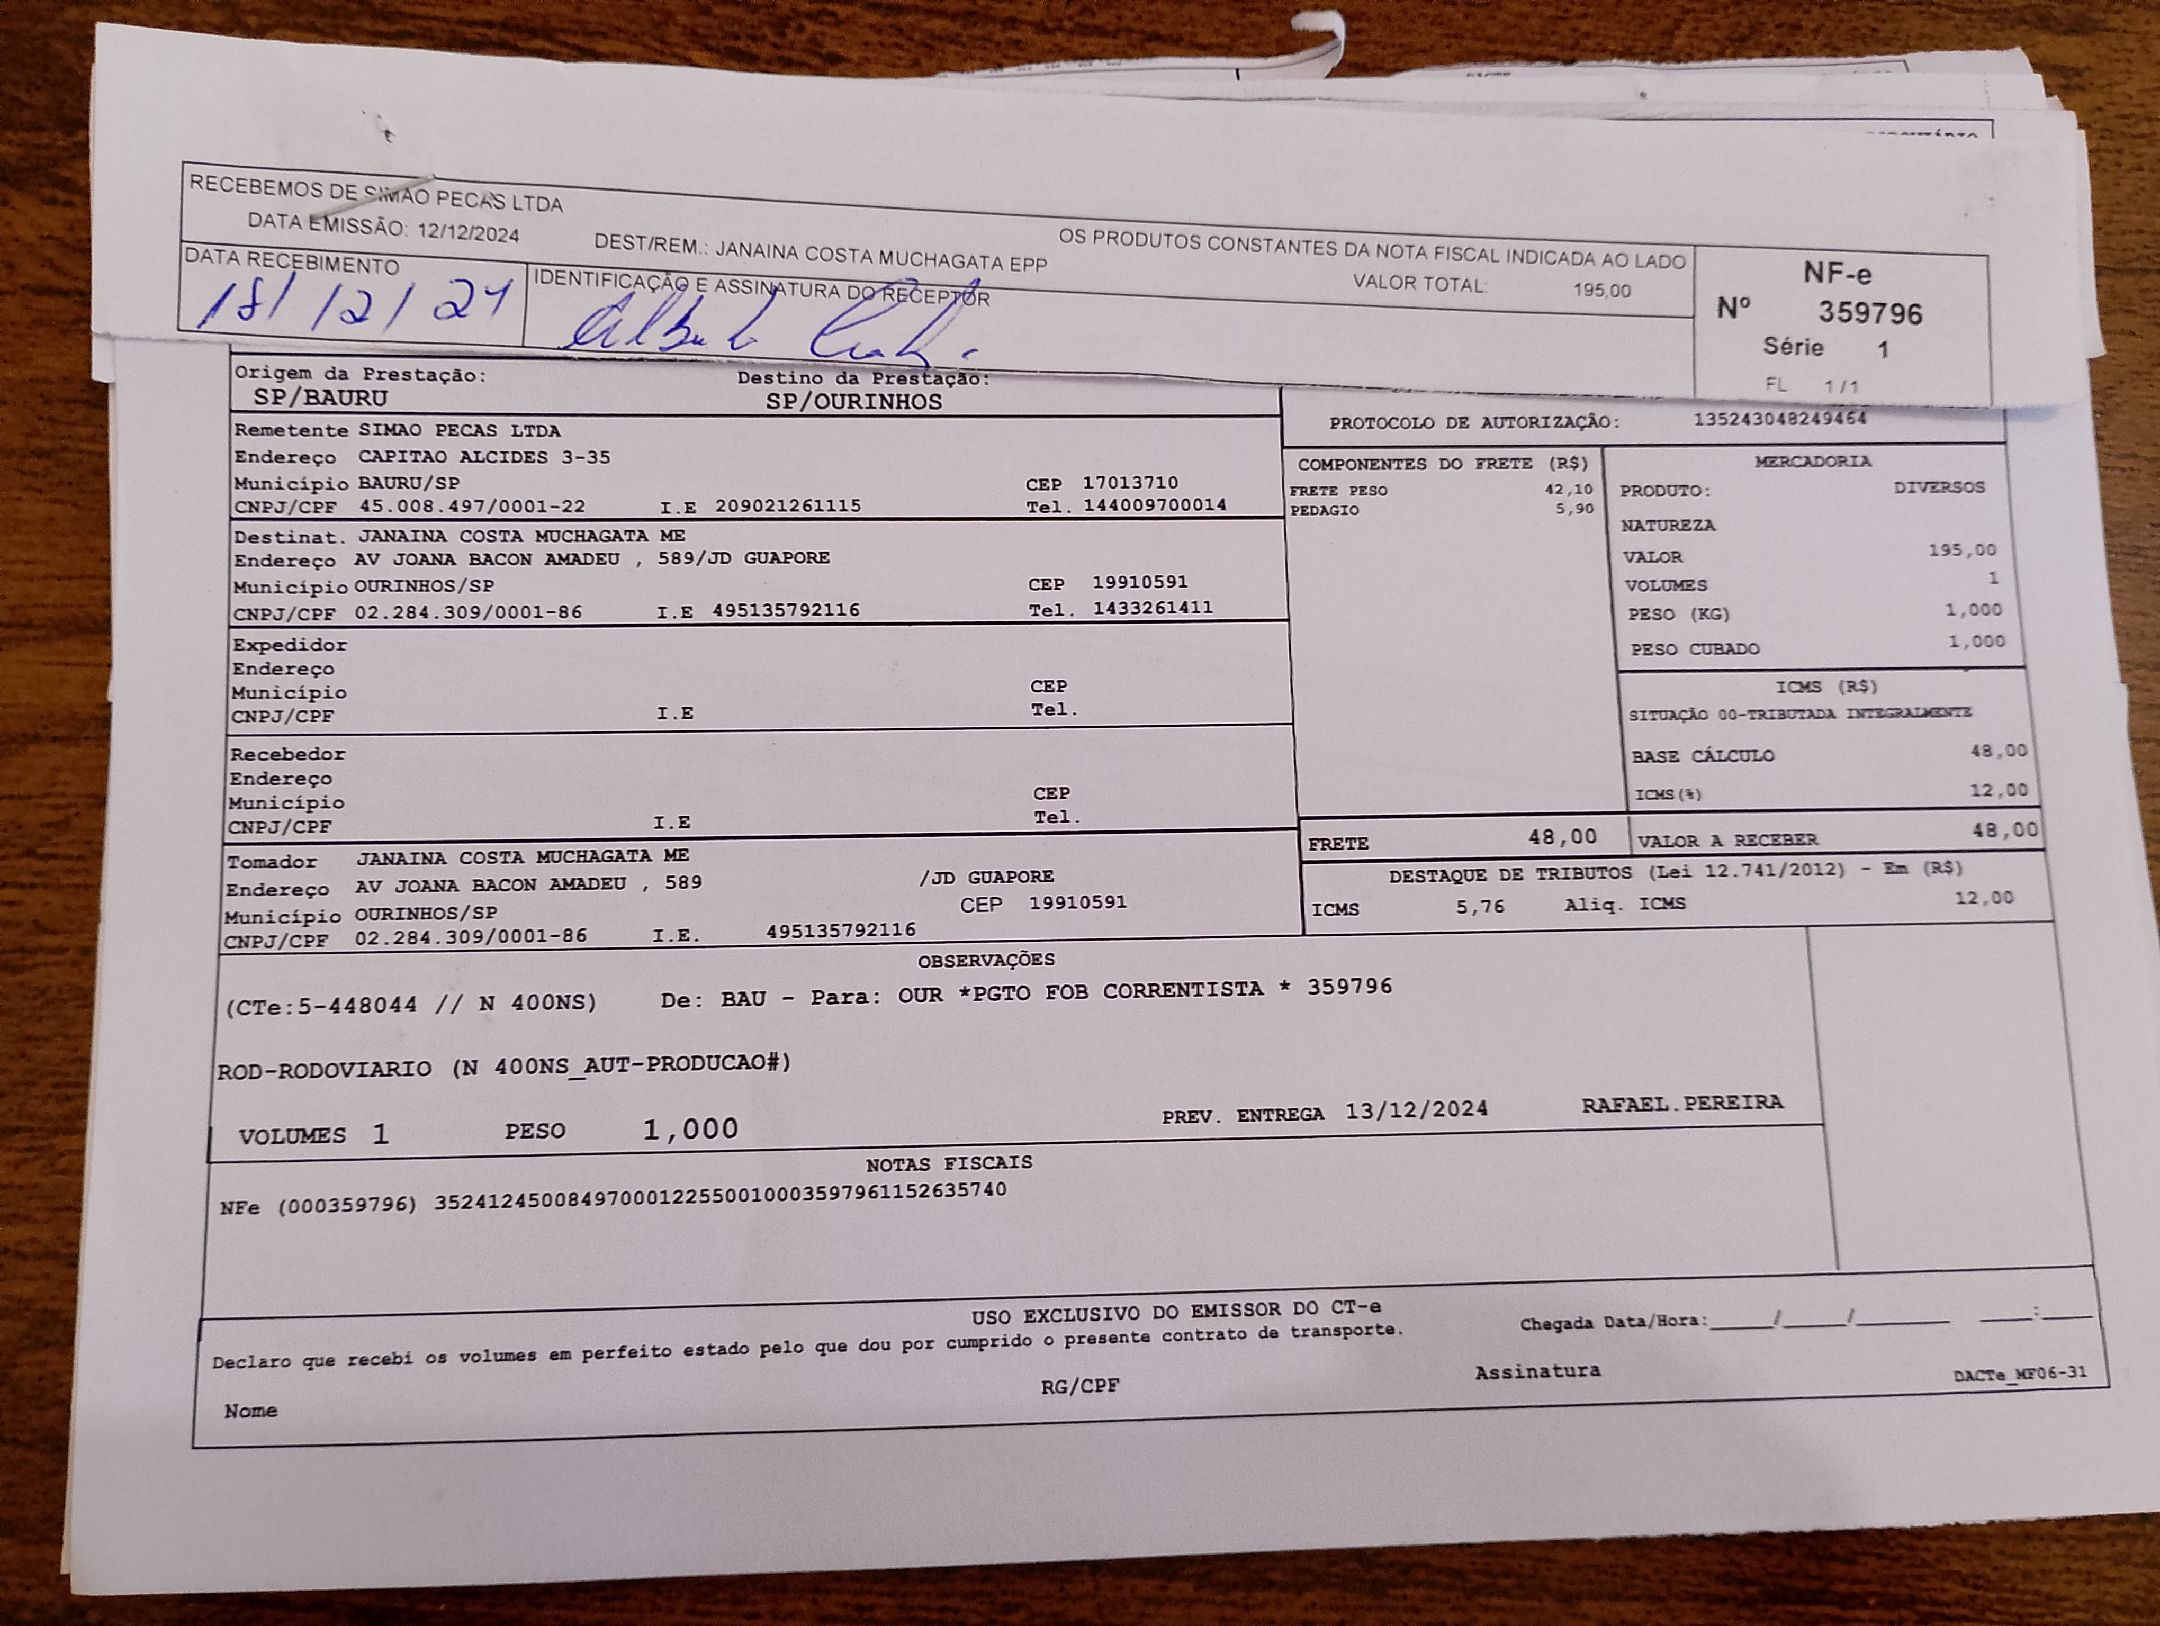 RECEBEMOS DE SIMAO PECAS LTDA
OS PRODUTOS CONSTANTES DA NOTA FISCAL INDICADA AO LADO
DATA EMISSÃO: 12/12/2024 DEST/REM.: JANAINA COSTA MUCHAGATA EPP VALOR TOTAL: 195,00
DATA RECEBIMENTO IDENTIFICAÇÃO E ASSINATURA DO RECEPTOR
NF-e
Nº 359796
Série 1
FL 1/1
Origem da Prestação: Destino da Prestação:
SP/BAURU SP/OURINHOS
PROTOCOLO DE AUTORIZAÇÃO: 135243048249464
Remetente SIMAO PECAS LTDA
Endereço CAPITAO ALCIDES 3-35
Município BAURU/SP CEP 17013710
CNPJ/CPF 45.008.497/0001-22 I.E 209021261115 Tel. 144009700014
Destinat. JANAINA COSTA MUCHAGATA ME
Endereço AV JOANA BACON AMADEU , 589/JD GUAPORE
Município OURINHOS/SP CEP 19910591
CNPJ/CPF 02.284.309/0001-86 I.E 495135792116 Tel. 1433261411
Expedidor
Endereço
Município CEP
CNPJ/CPF I.E Tel.
Recebedor
Endereço
Município CEP
CNPJ/CPF I.E Tel.
Tomador JANAINA COSTA MUCHAGATA ME
Endereço AV JOANA BACON AMADEU , 589 /JD GUAPORE
Município OURINHOS/SP CEP 19910591
CNPJ/CPF 02.284.309/0001-86 I.E. 495135792116
COMPONENTES DO FRETE (R$)
FRETE PESO 42,10
PEDAGIO 5,90
MERCADORIA
PRODUTO: DIVERSOS
NATUREZA
VALOR 195,00
VOLUMES 1
PESO (KG) 1,000
PESO CUBADO 1,000
ICMS (R$)
SITUAÇÃO 00-TRIBUTADA INTEGRALMENTE
BASE CÁLCULO 48,00
ICMS(%) 12,00
FRETE 48,00 VALOR A RECEBER 48,00
DESTAQUE DE TRIBUTOS (Lei 12.741/2012) - Em (R$)
ICMS 5,76 Aliq. ICMS 12,00
OBSERVAÇÕES
(CTe:5-448044 // N 400NS) De: BAU - Para: OUR *PGTO FOB CORRENTISTA * 359796
ROD-RODOVIARIO (N 400NS_AUT-PRODUCAO#)
VOLUMES 1 PESO 1,000 PREV. ENTREGA 13/12/2024 RAFAEL.PEREIRA
NOTAS FISCAIS
NFe (000359796) 35241245008497000122550010003597961152635740
USO EXCLUSIVO DO EMISSOR DO CT-e
Declaro que recebi os volumes em perfeito estado pelo que dou por cumprido o presente contrato de transporte.
Chegada Data/Hora:____/____/______ ____:____
Nome RG/CPF Assinatura DACTe_MF06-31